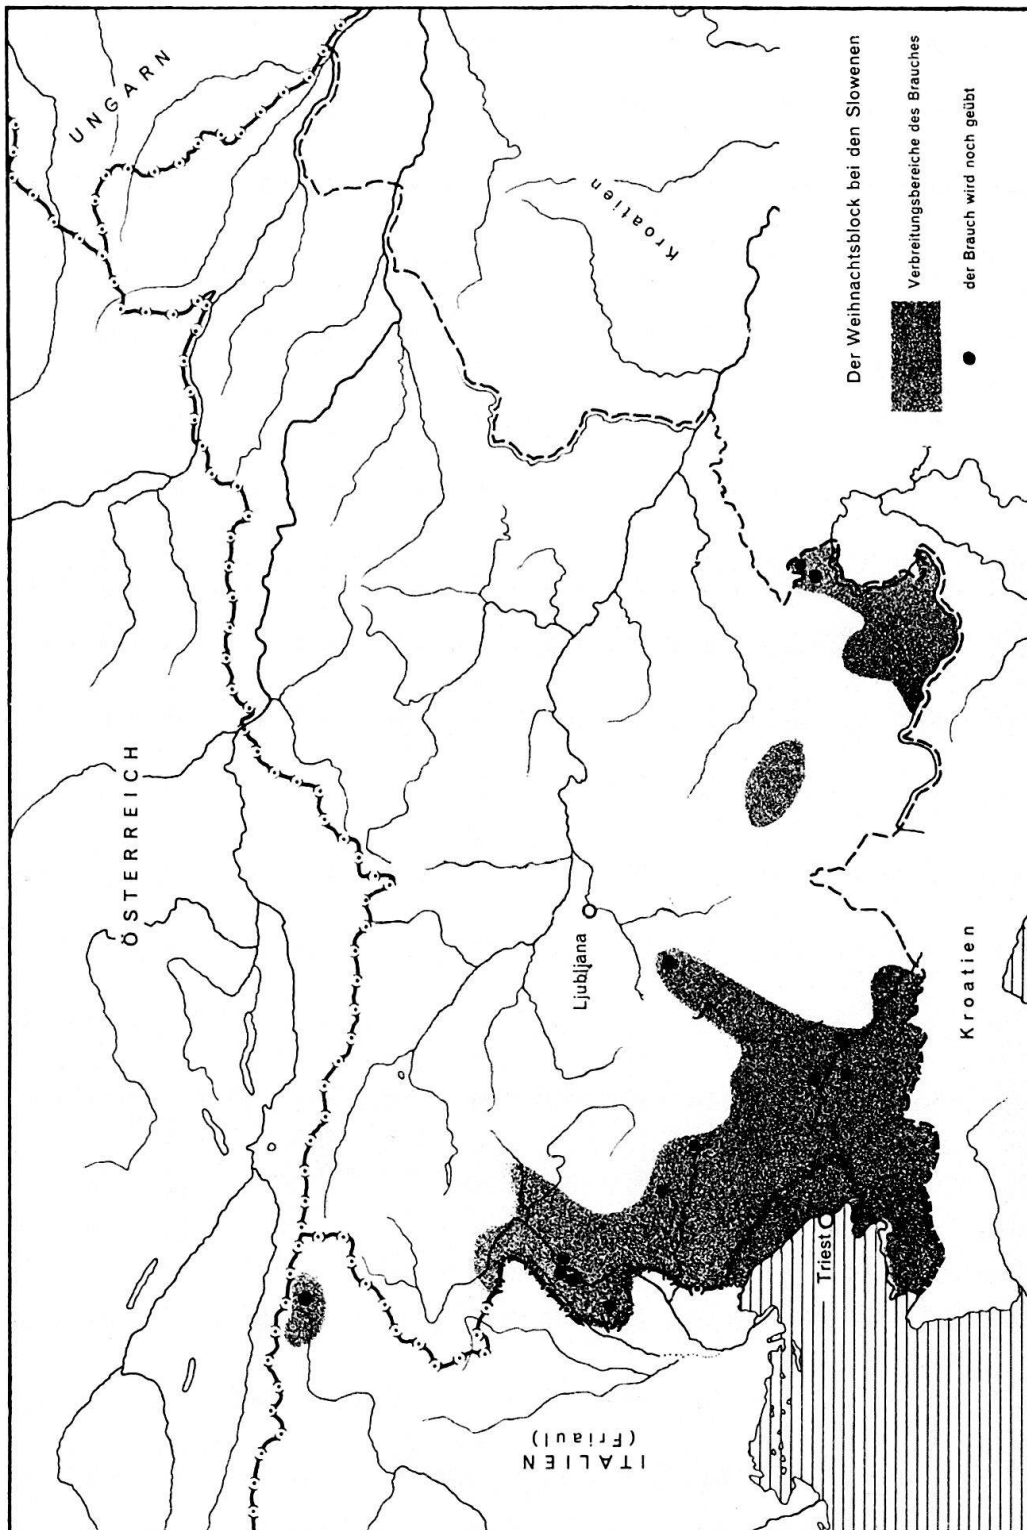 UNGARN
ÖSTERREICH
ITALIEN
(Friaul)
Kroatien
Ljubljana
Triest
Kroatien
Der Weihnachtsblock bei den Slowenen
Verbreitungsbereiche des Brauches
der Brauch wird noch geübt